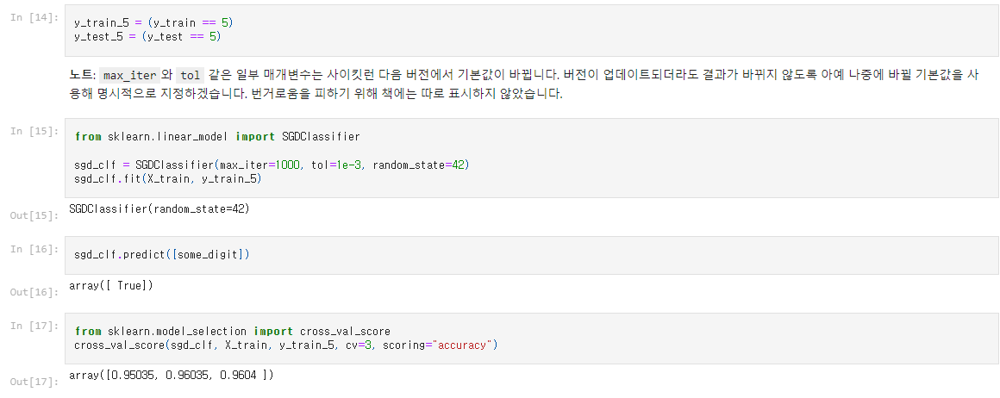 In [14]:
y_train_5 = (y_train == 5)
y_test_5 = (y_test == 5)
노트: max_iter와 tol 같은 일부 매개변수는 사이킷런 다음 버전에서 기본값이 바뀝니다. 버전이 업데이트되더라도 결과가 바뀌지 않도록 아예 나중에 바뀔 기본값을 사
용해 명시적으로 지정하겠습니다. 번거로움을 피하기 위해 책에는 따로 표시하지 않았습니다.
In [15]:
from sklearn.linear_model import SGDClassifier
sgd_clf = SGDClassifier(max_iter=1000, tol=1e-3, random_state=42)
sgd_clf.fit(X_train, y_train_5)
Out[15]:
SGDClassifier(random_state=42)
In [16]:
sgd_clf.predict([some_digit])
Out[16]:
array([ True])
In [17]:
from sklearn.model_selection import cross_val_score
cross_val_score(sgd_clf, X_train, y_train_5, cv=3, scoring="accuracy")
Out[17]:
array([0.95035, 0.96035, 0.9604 ])